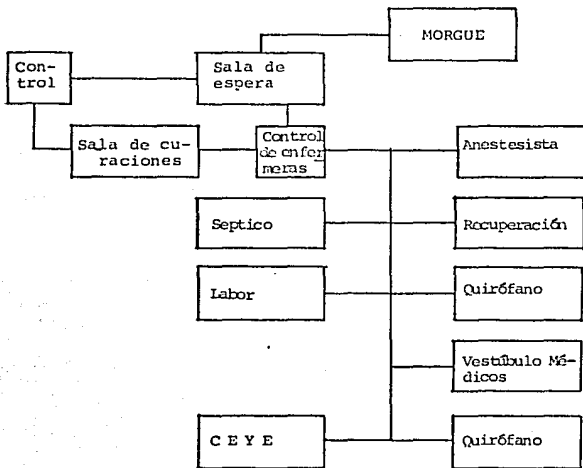 MORGUE
Con-
trol
Sala de
espera
Sala de cu-
raciones
Control
de enfer
meras
Anestesista
Septico
Recuperación
Labor
Quirófano
Vestíbulo Mé-
dicos
C E Y E
Quirófano